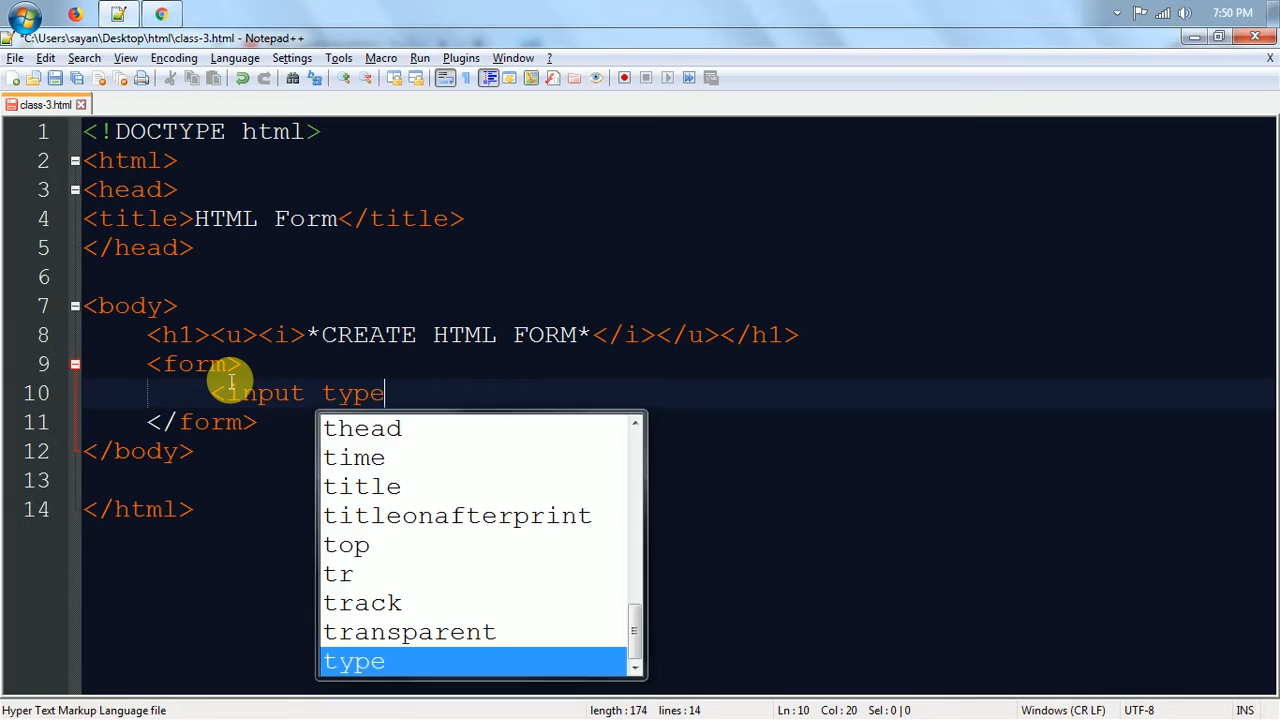 7:50 PM
*C:\Users\sayan\Desktop\html\class-3.html - Notepad++
File Edit Search View Encoding Language Settings Tools Macro Run Plugins Window ? X
class-3.html
1 <!DOCTYPE html>
2 <html>
3 <head>
4 <title>HTML Form</title>
5 </head>
6
7 <body>
8 <h1><u><i>*CREATE HTML FORM*</i></u></h1>
9 <form>
10 <input type
11 </form>
12 </body>
13
14 </html>
thead
time
title
titleonafterprint
top
tr
track
transparent
type
Hyper Text Markup Language file length : 174 lines : 14 Ln : 10 Col : 20 Sel : 0 | 0 Windows (CR LF) UTF-8 INS